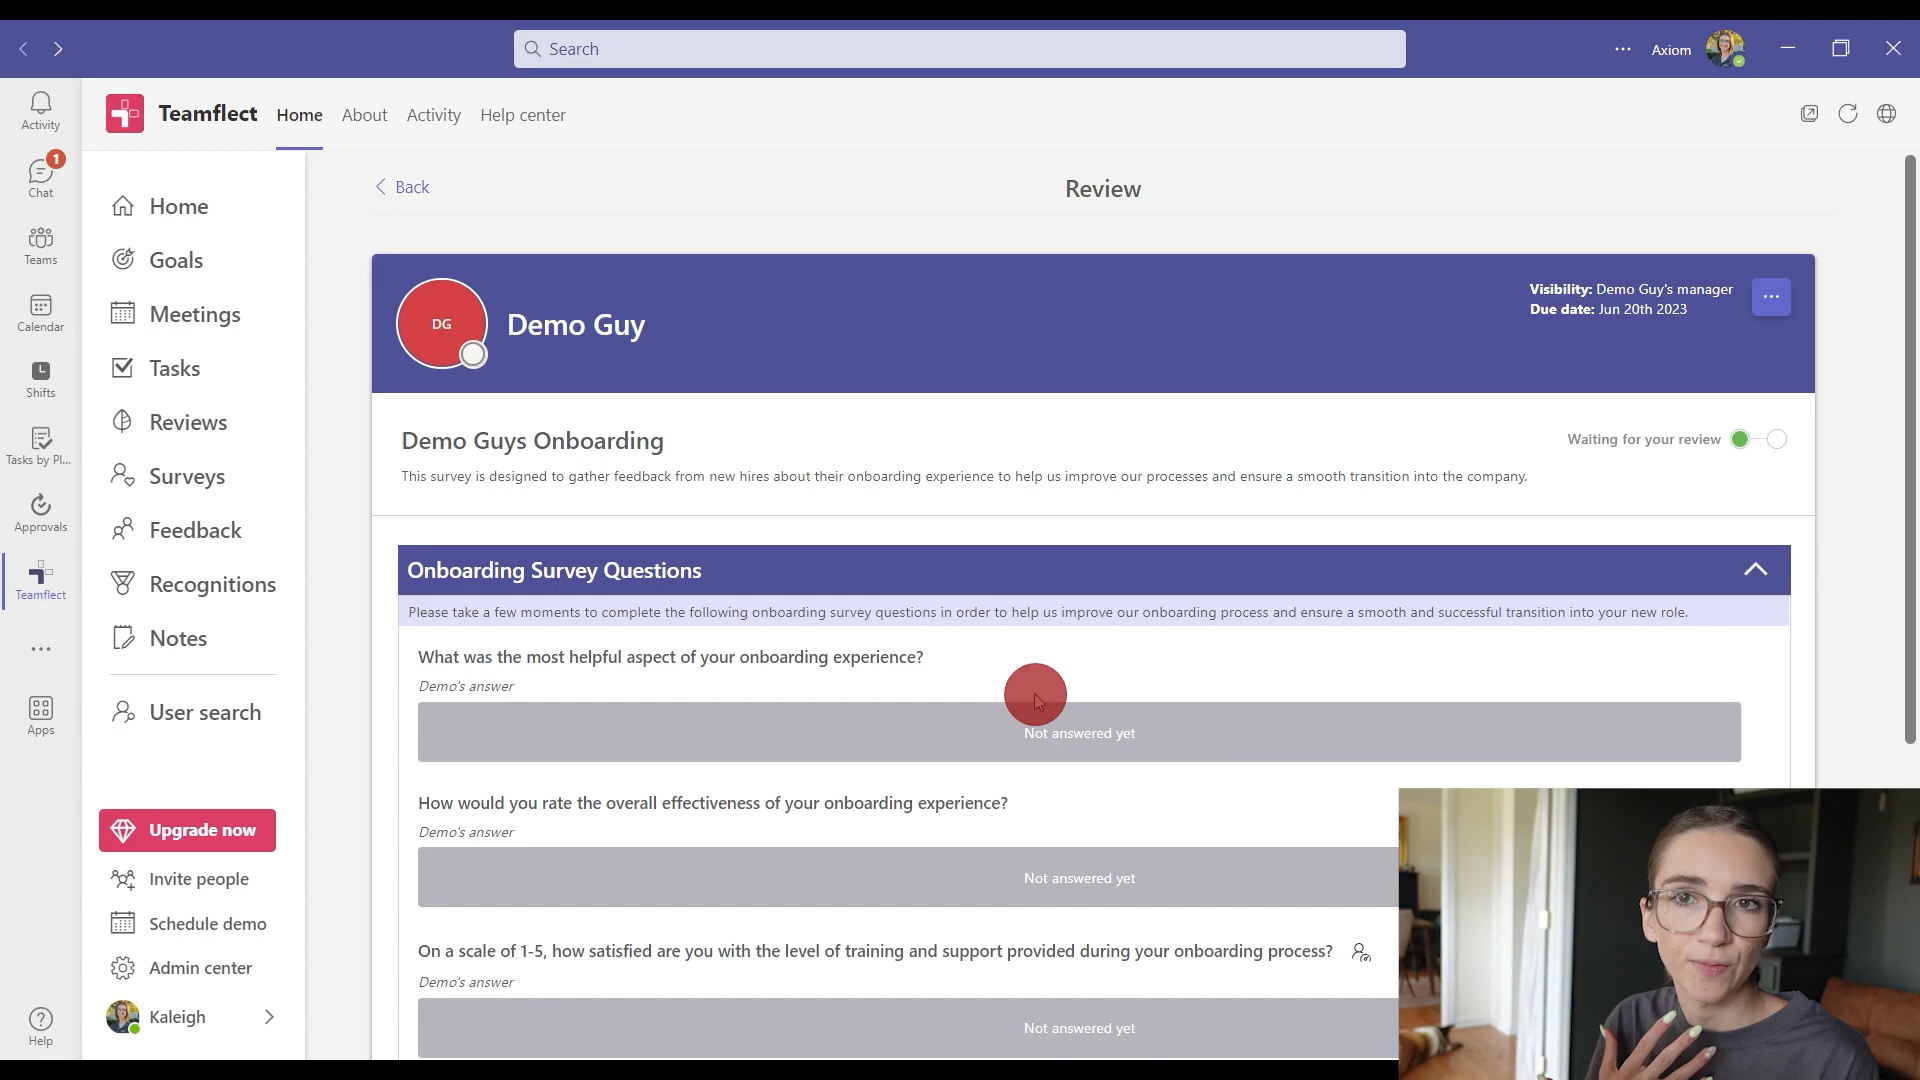 Search
Axiom
Activity
1
Chat
Teams
Calendar
Shifts
Tasks by Pl...
Approvals
Teamflect
Apps
Help
Teamflect
Home
About
Activity
Help center
Home
Goals
Meetings
Tasks
Reviews
Surveys
Feedback
Recognitions
Notes
User search
Upgrade now
Invite people
Schedule demo
Admin center
Kaleigh
Back
Review
DG
Demo Guy
Visibility: Demo Guy's manager
Due date: Jun 20th 2023
Demo Guys Onboarding
Waiting for your review
This survey is designed to gather feedback from new hires about their onboarding experience to help us improve our processes and ensure a smooth transition into the company.
Onboarding Survey Questions
Please take a few moments to complete the following onboarding survey questions in order to help us improve our onboarding process and ensure a smooth and successful transition into your new role.
What was the most helpful aspect of your onboarding experience?
Demo's answer
Not answered yet
How would you rate the overall effectiveness of your onboarding experience?
Demo's answer
Not answered yet
On a scale of 1-5, how satisfied are you with the level of training and support provided during your onboarding process?
Demo's answer
Not answered yet